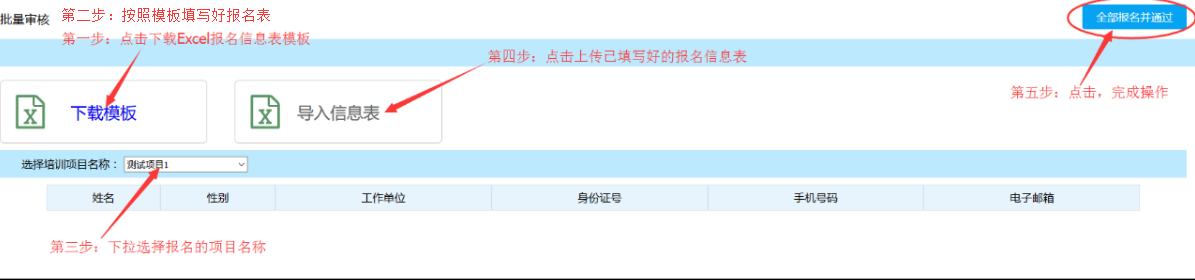 批量审核
第二步：按照模板填写好报名表
全部报名并通过
第一步：点击下载Excel报名信息表模板
第四步：点击上传已填写好的报名信息表
第五步：点击，完成操作
下载模板
导入信息表
选择培训项目名称：
测试项目1
姓名 性别 工作单位 身份证号 手机号码 电子邮箱
第三步：下拉选择报名的项目名称